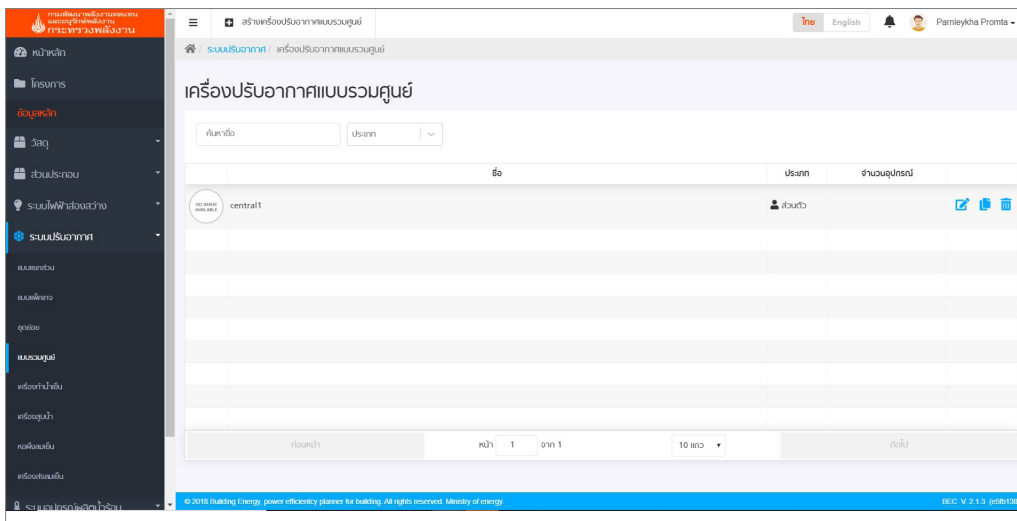 กรมพัฒนาพลังงานทดแทน
และอนุรักษ์พลังงาน
กระทรวงพลังงาน
สร้างเครื่องปรับอากาศแบบรวมศูนย์
ไทย English Parnleykha Promta
หน้าหลัก
โครงการ
ข้อมูลหลัก
วัสดุ
ส่วนประกอบ
ระบบไฟฟ้าส่องสว่าง
ระบบปรับอากาศ
แบบแยกส่วน
แบบแพ็กเกจ
ชุดย่อย
แบบรวมศูนย์
เครื่องทำน้ำเย็น
เครื่องสูบน้ำ
หอผึ่งลมเย็น
เครื่องส่งลมเย็น
ระบบอุปกรณ์ผลิตน้ำร้อน
/ ระบบปรับอากาศ / เครื่องปรับอากาศแบบรวมศูนย์
เครื่องปรับอากาศแบบรวมศูนย์
ค้นหาชื่อ ประเภท
ชื่อ ประเภท จำนวนอุปกรณ์
NO IMAGE
AVAILABLE
central1 ส่วนตัว
ก่อนหน้า หน้า 1 จาก 1 10 แถว ถัดไป
© 2018 Building Energy, power efficientcy planner for building. All rights reserved. Ministry of energy. BEC V. 2.1.3 (e5fb138